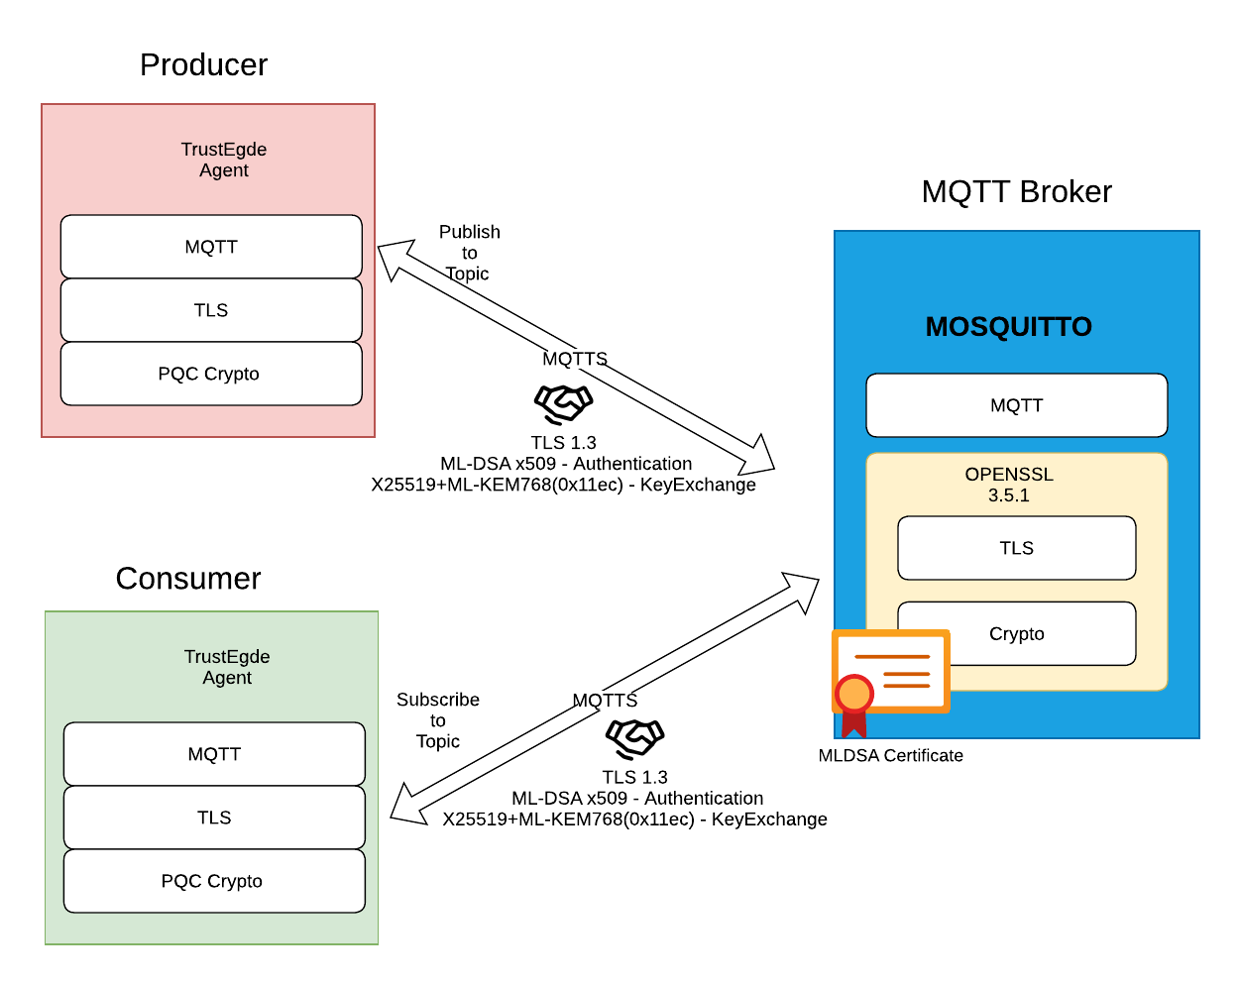 Producer
TrustEgde
Agent
MQTT
TLS
PQC Crypto
Publish
to
Topic
MQTTS
TLS 1.3
ML-DSA x509 - Authentication
X25519+ML-KEM768(0x11ec) - KeyExchange
MQTT Broker
MOSQUITTO
MQTT
OPENSSL
3.5.1
TLS
Crypto
MLDSA Certificate
Consumer
TrustEgde
Agent
MQTT
TLS
PQC Crypto
Subscribe
to
Topic
MQTTS
TLS 1.3
ML-DSA x509 - Authentication
X25519+ML-KEM768(0x11ec) - KeyExchange